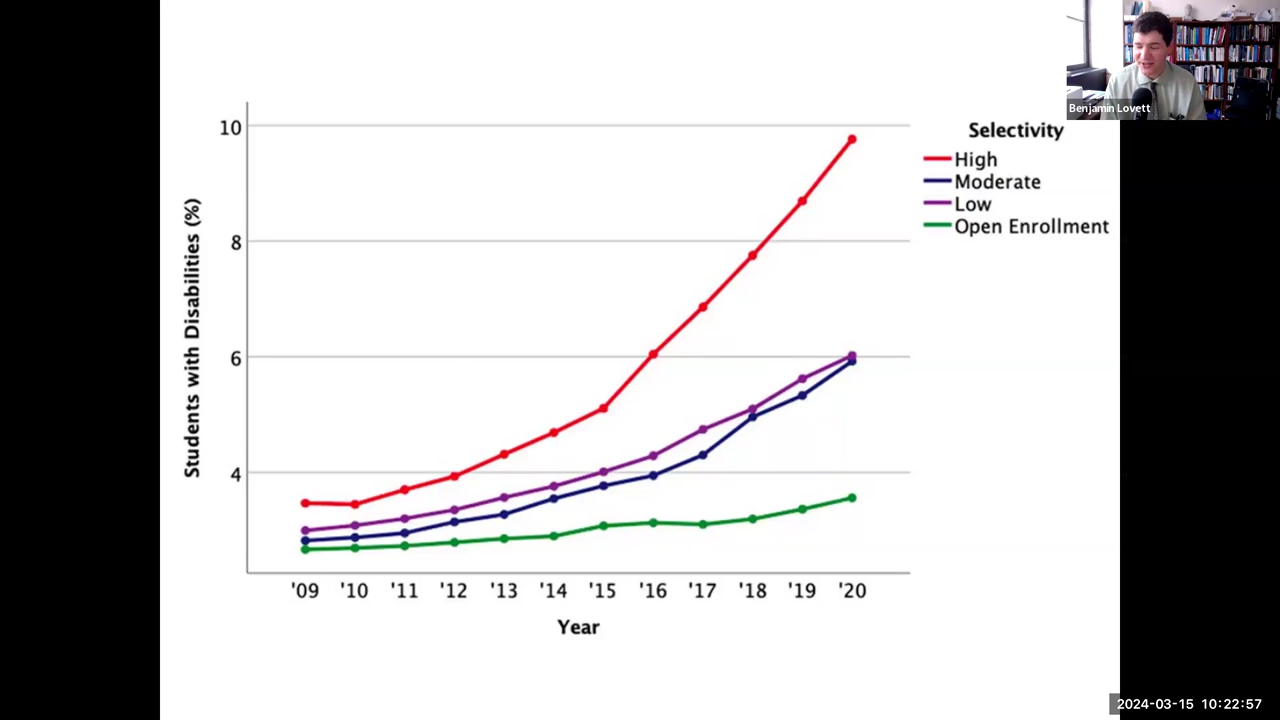 Benjamin Lovett
Selectivity
High
Moderate
Low
Open Enrollment
Students with Disabilities (%)
10
8
6
4
'09 '10 '11 '12 '13 '14 '15 '16 '17 '18 '19 '20
Year
2024-03-15 10:22:57